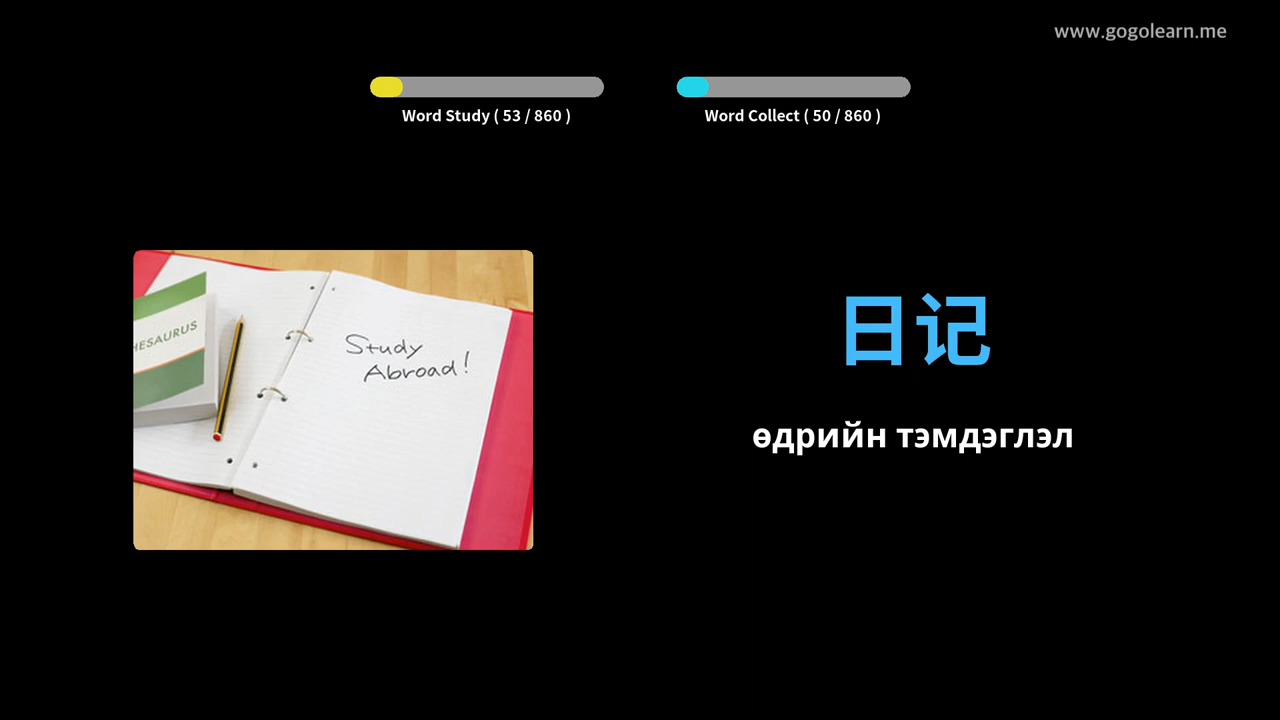 www.gogolearn.me
Word Study ( 53 / 860 )
Word Collect ( 50 / 860 )
HESAURUS
Study
Abroad!
日记
өдрийн тэмдэглэл